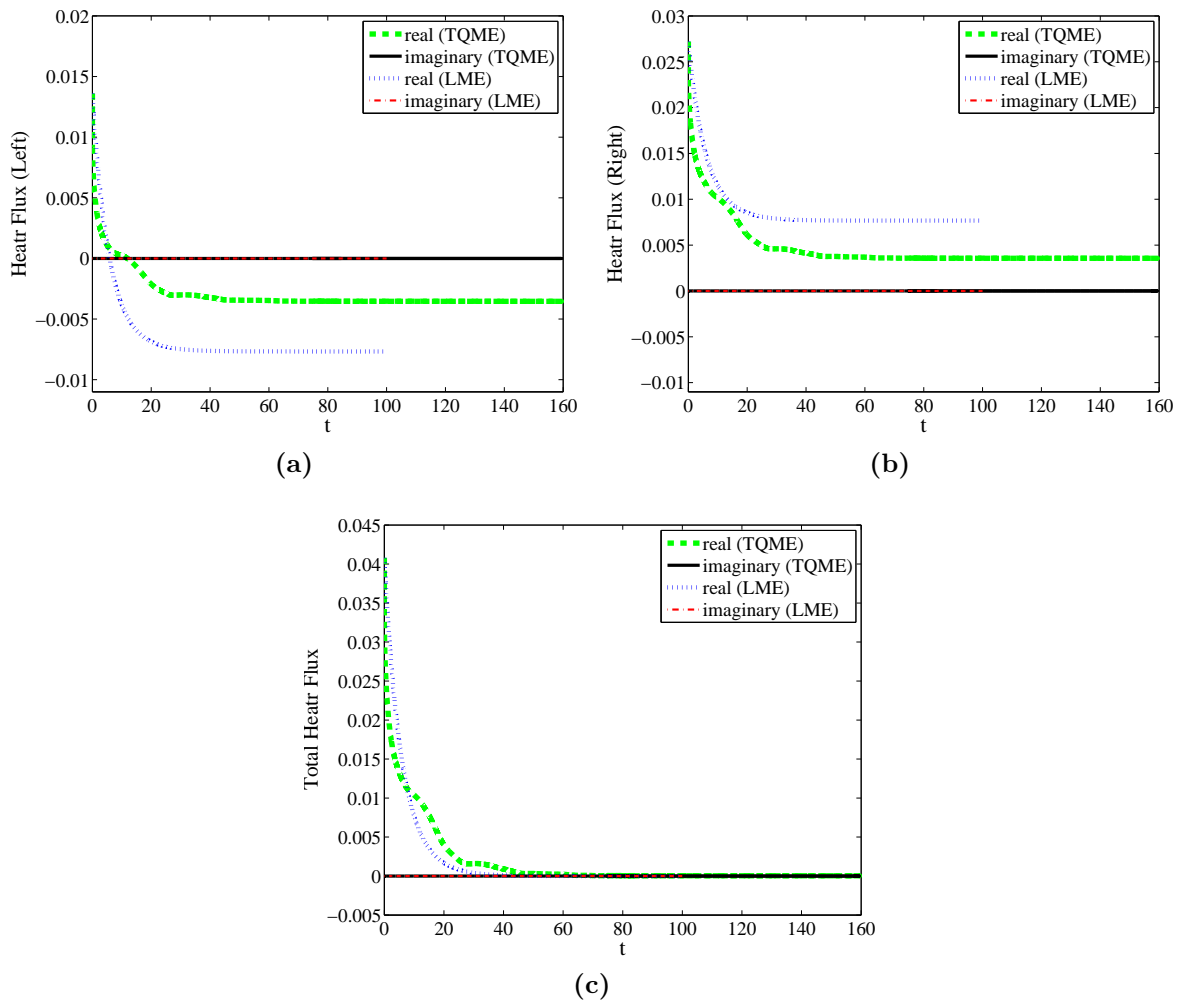 0.02
0.015
0.01
0.005
0
−0.005
−0.01
0 20 40 60 80 100 120 140 160
t
Heatr Flux (Left)
real (TQME)
imaginary (TQME)
real (LME)
imaginary (LME)
(a)
0.03
0.025
0.02
0.015
0.01
0.005
0
−0.005
−0.01
0 20 40 60 80 100 120 140 160
t
Heatr Flux (Right)
real (TQME)
imaginary (TQME)
real (LME)
imaginary (LME)
(b)
0.045
0.04
0.035
0.03
0.025
0.02
0.015
0.01
0.005
0
−0.005
0 20 40 60 80 100 120 140 160
t
Total Heatr Flux
real (TQME)
imaginary (TQME)
real (LME)
imaginary (LME)
(c)